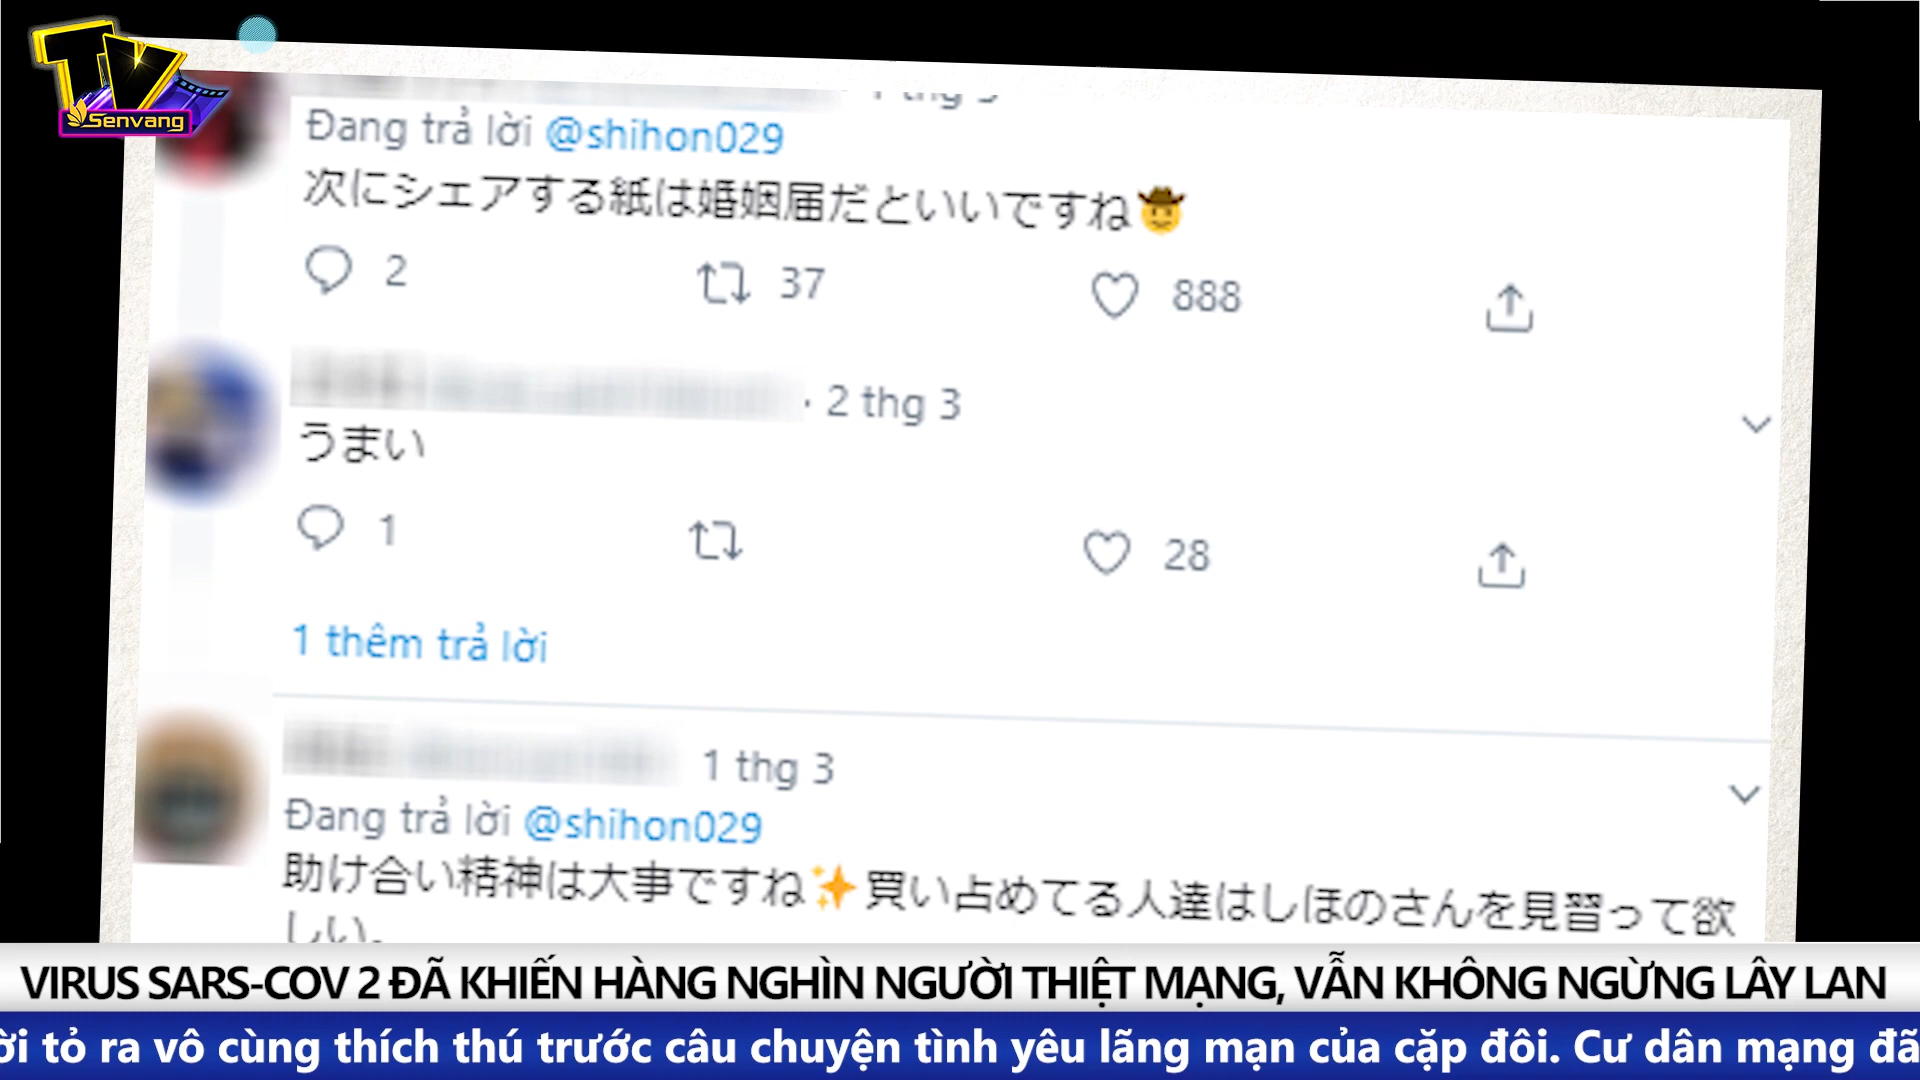 TV
Senvang
Đang trả lời @shihon029
次にシェアする紙は婚姻届だといいですね🤠
2 37 888
· 2 thg 3
うまい
1 28
1 thêm trả lời
1 thg 3
Đang trả lời @shihon029
助け合い精神は大事ですね✨買い占めてる人達はしほのさんを見習って欲
しい。
VIRUS SARS-COV 2 ĐÃ KHIẾN HÀNG NGHÌN NGƯỜI THIỆT MẠNG, VẪN KHÔNG NGỪNG LÂY LAN
ời tỏ ra vô cùng thích thú trước câu chuyện tình yêu lãng mạn của cặp đôi. Cư dân mạng đã